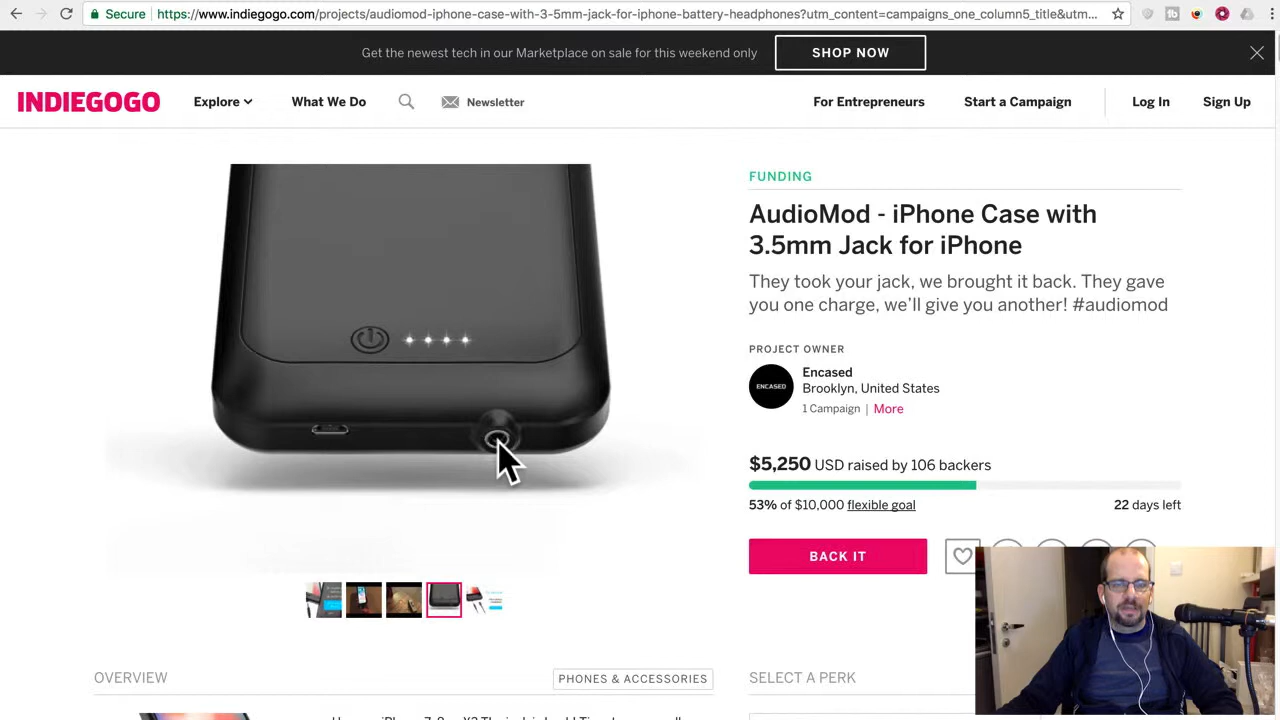 Secure
https://www.indiegogo.com/projects/audiomod-iphone-case-with-3-5mm-jack-for-iphone-battery-headphones?utm_content=campaigns_one_column5_title&utm...
Get the newest tech in our Marketplace on sale for this weekend only
SHOP NOW
INDIEGOGO
Explore
What We Do
Newsletter
For Entrepreneurs
Start a Campaign
Log In
Sign Up
FUNDING
AudioMod - iPhone Case with
3.5mm Jack for iPhone
They took your jack, we brought it back. They gave
you one charge, we'll give you another! #audiomod
PROJECT OWNER
ENCASED
Encased
Brooklyn, United States
1 Campaign | More
$5,250 USD raised by 106 backers
53% of $10,000 flexible goal
22 days left
BACK IT
OVERVIEW
PHONES & ACCESSORIES
SELECT A PERK